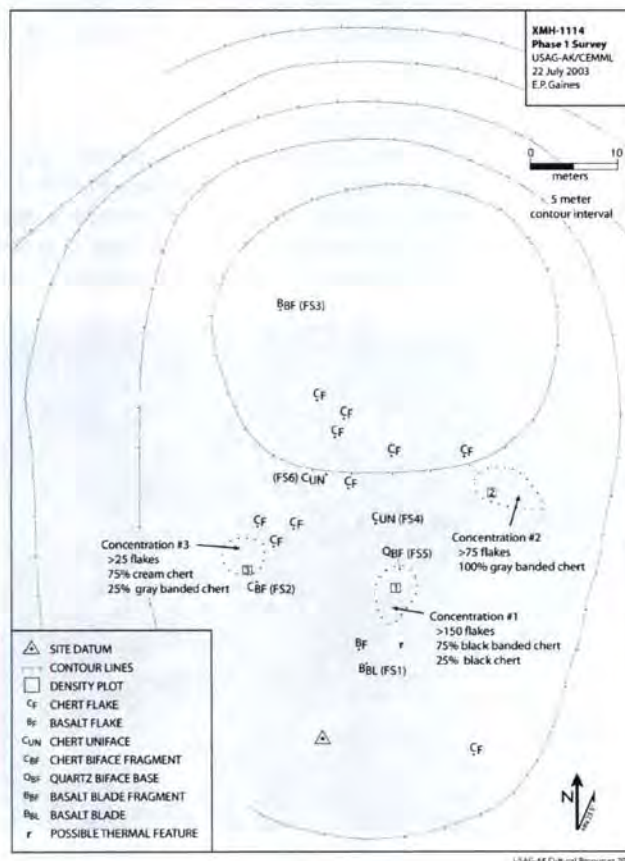 XMH-1114
Phase 1 Survey
USAG-AK/CEMML
22 July 2003
E.P.Gaines
0 10
meters
5 meter
contour interval
BBF (FS3)
CF
CF
CF
CF
CF
(FS6) CUN
CF
CF
CF
CF
CUN (FS4)
2
Concentration #3
>25 flakes
75% cream chert
25% gray banded chert
3
CBF (FS2)
QBF (FS5)
1
Concentration #2
>75 flakes
100% gray banded chert
Concentration #1
>150 flakes
75% black banded chert
25% black chert
BF
r
BBL (FS1)
CF
SITE DATUM
CONTOUR LINES
DENSITY PLOT
CF CHERT FLAKE
BF BASALT FLAKE
CUN CHERT UNIFACE
CBF CHERT BIFACE FRAGMENT
QBF QUARTZ BIFACE BASE
BBF BASALT BLADE FRAGMENT
BBL BASALT BLADE
r POSSIBLE THERMAL FEATURE
N
USAG-AK Cultural Resources